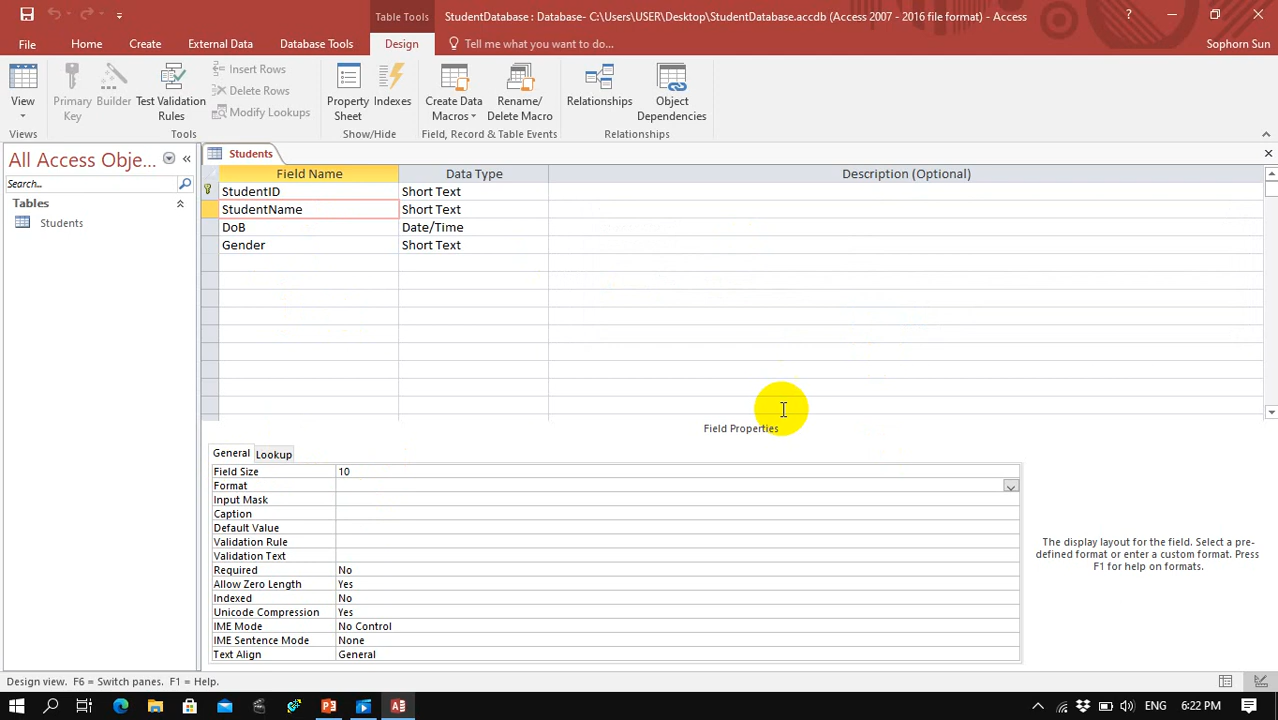 Table Tools
StudentDatabase : Database- C:\Users\USER\Desktop\StudentDatabase.accdb (Access 2007 - 2016 file format) - Access
?
File Home Create External Data Database Tools Design Tell me what you want to do... Sophorn Sun
View
Primary Key
Builder
Test Validation Rules
Insert Rows
Delete Rows
Modify Lookups
Property Sheet
Indexes
Create Data Macros
Rename/ Delete Macro
Relationships
Object Dependencies
Views Tools Show/Hide Field, Record & Table Events Relationships
All Access Obje...
Search...
Tables
Students
Students
Field Name Data Type Description (Optional)
StudentID Short Text
StudentName Short Text
DoB Date/Time
Gender Short Text
Field Properties
General Lookup
Field Size 10
Format
Input Mask
Caption
Default Value
Validation Rule
Validation Text
Required No
Allow Zero Length Yes
Indexed No
Unicode Compression Yes
IME Mode No Control
IME Sentence Mode None
Text Align General
The display layout for the field. Select a pre-
defined format or enter a custom format. Press
F1 for help on formats.
Design view. F6 = Switch panes. F1 = Help.
ENG 6:22 PM